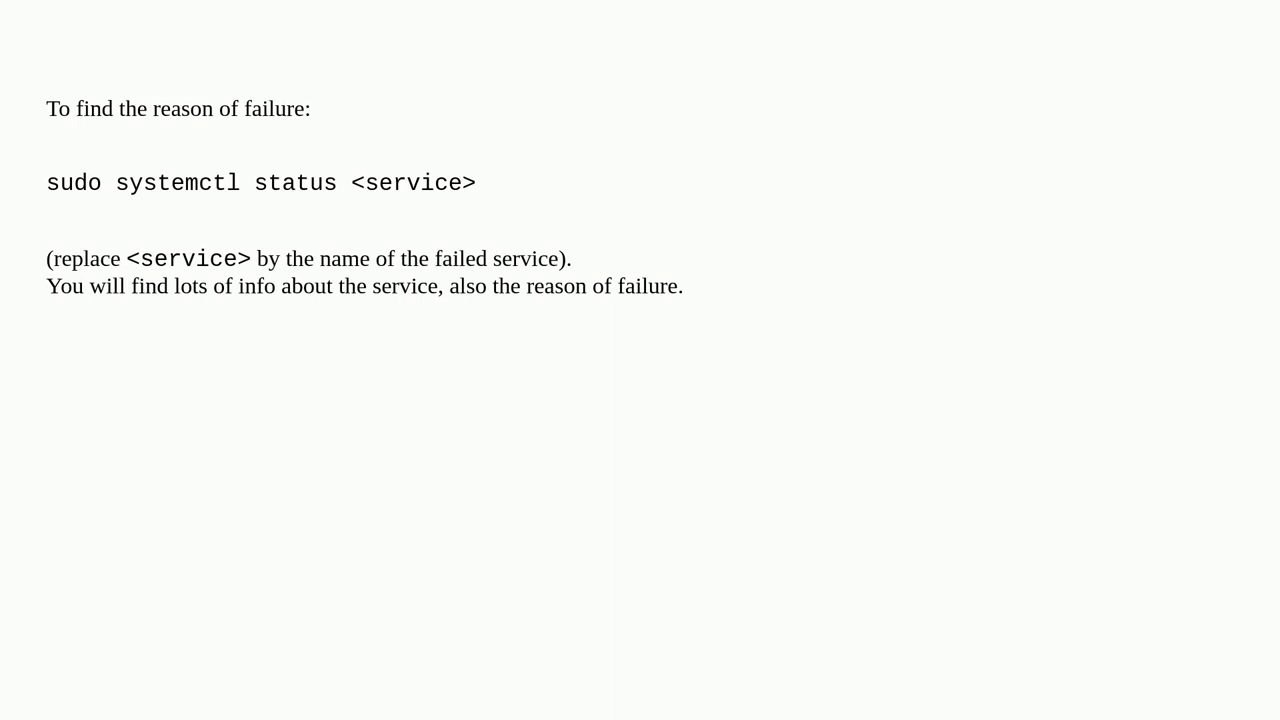 To find the reason of failure:
sudo systemctl status <service>
(replace <service> by the name of the failed service).
You will find lots of info about the service, also the reason of failure.